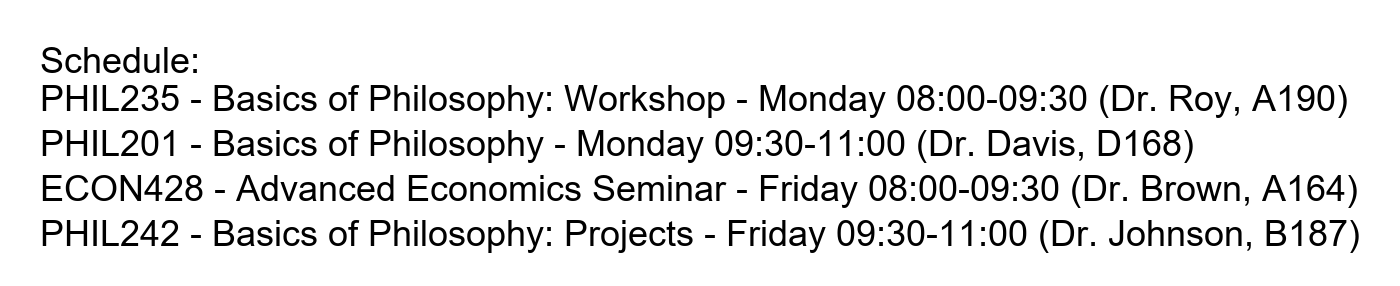 Schedule:
PHIL235 - Basics of Philosophy: Workshop - Monday 08:00-09:30 (Dr. Roy, A190)
PHIL201 - Basics of Philosophy - Monday 09:30-11:00 (Dr. Davis, D168)
ECON428 - Advanced Economics Seminar - Friday 08:00-09:30 (Dr. Brown, A164)
PHIL242 - Basics of Philosophy: Projects - Friday 09:30-11:00 (Dr. Johnson, B187)